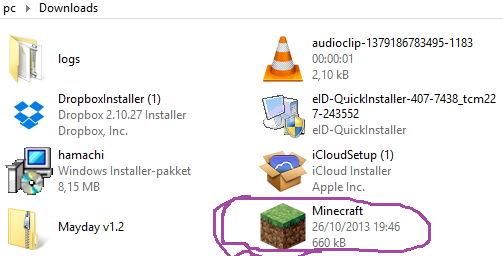 pc › Downloads
logs
audioclip-1379186783495-1183
00:00:01
2,10 kB
DropboxInstaller (1)
Dropbox 2.10.27 Installer
Dropbox, Inc.
eID-QuickInstaller-407-7438_tcm22
7-243552
eID-QuickInstaller
hamachi
Windows Installer-pakket
8,15 MB
iCloudSetup (1)
iCloud Installer
Apple Inc.
Mayday v1.2
Minecraft
26/10/2013 19:46
660 kB